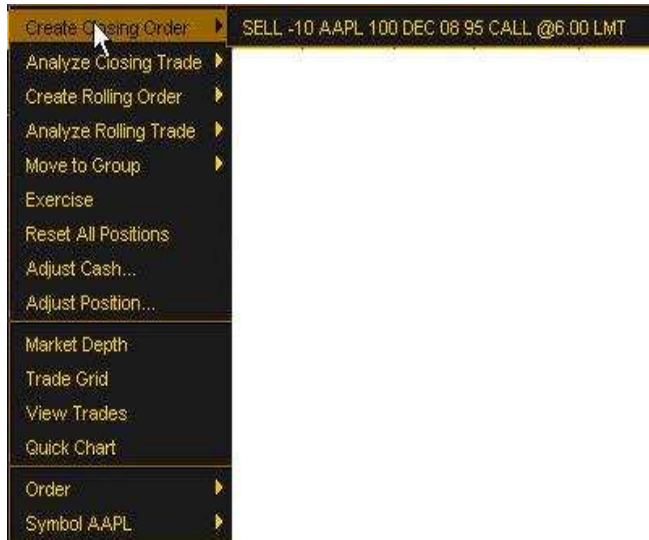 Create Closing Order SELL -10 AAPL 100 DEC 08 95 CALL @6.00 LMT
Analyze Closing Trade
Create Rolling Order
Analyze Rolling Trade
Move to Group
Exercise
Reset All Positions
Adjust Cash...
Adjust Position...
Market Depth
Trade Grid
View Trades
Quick Chart
Order
Symbol AAPL